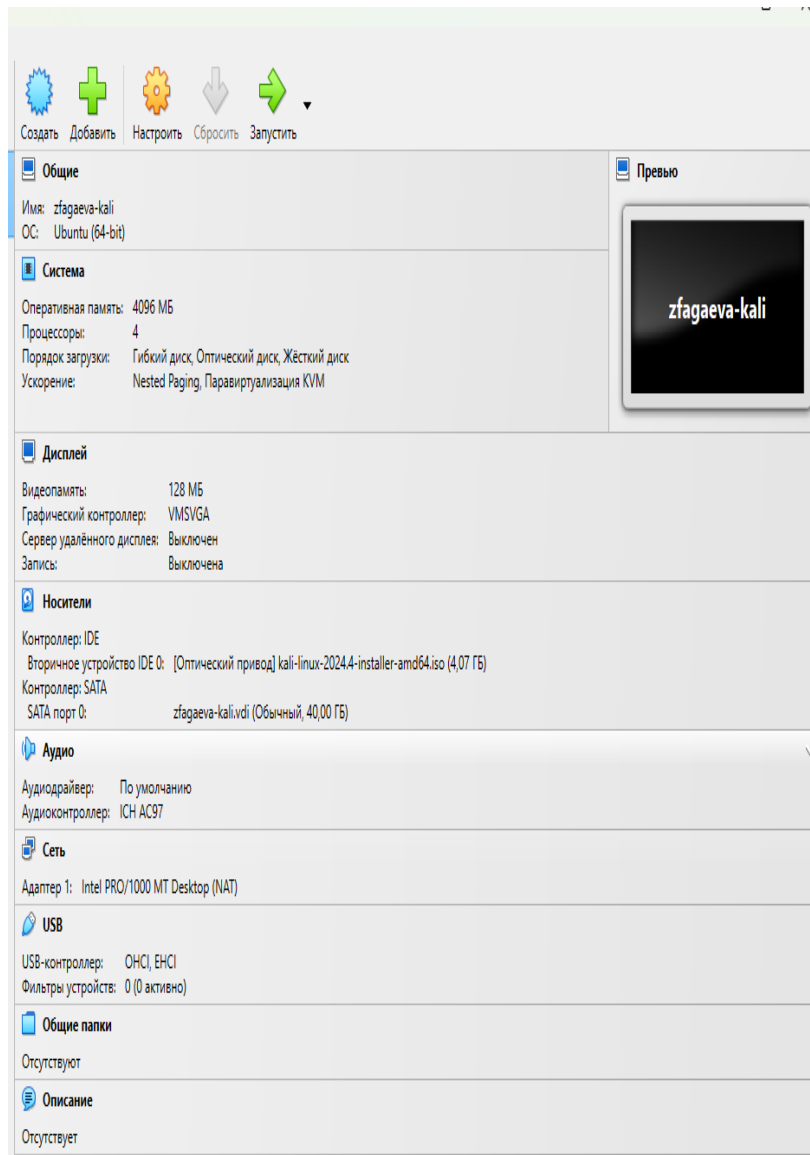 Создать Добавить Настроить Сбросить Запустить
Общие
Имя: zfagaeva-kali
ОС: Ubuntu (64-bit)
Превью
zfagaeva-kali
Система
Оперативная память: 4096 МБ
Процессоры: 4
Порядок загрузки: Гибкий диск, Оптический диск, Жёсткий диск
Ускорение: Nested Paging, Паравиртуализация KVM
Дисплей
Видеопамять: 128 МБ
Графический контроллер: VMSVGA
Сервер удалённого дисплея: Выключен
Запись: Выключена
Носители
Контроллер: IDE
Вторичное устройство IDE 0: [Оптический привод] kali-linux-2024.4-installer-amd64.iso (4,07 ГБ)
Контроллер: SATA
SATA порт 0: zfagaeva-kali.vdi (Обычный, 40,00 ГБ)
Аудио
Аудиодрайвер: По умолчанию
Аудиоконтроллер: ICH AC97
Сеть
Адаптер 1: Intel PRO/1000 MT Desktop (NAT)
USB
USB-контроллер: OHCI, EHCI
Фильтры устройств: 0 (0 активно)
Общие папки
Отсутствуют
Описание
Отсутствует